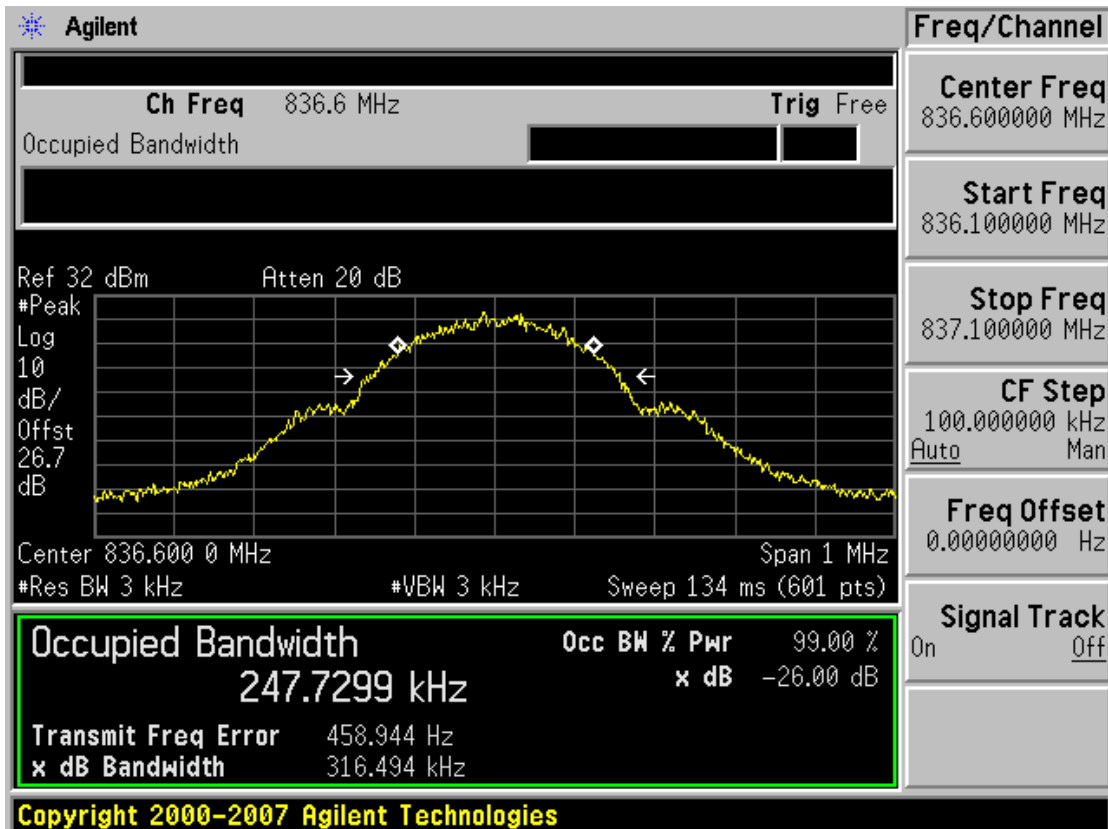 Agilent
Freq/Channel
Ch Freq 836.6 MHz Trig Free
Occupied Bandwidth
Center Freq
836.600000 MHz
Start Freq
836.100000 MHz
Stop Freq
837.100000 MHz
CF Step
100.000000 kHz
Auto Man
Freq Offset
0.00000000 Hz
Signal Track
On Off
Ref 32 dBm Atten 20 dB
#Peak
Log
10
dB/
Offst
26.7
dB
Center 836.600 0 MHz Span 1 MHz
#Res BW 3 kHz #VBW 3 kHz Sweep 134 ms (601 pts)
Occupied Bandwidth
247.7299 kHz
Occ BW % Pwr 99.00 %
x dB -26.00 dB
Transmit Freq Error 458.944 Hz
x dB Bandwidth 316.494 kHz
Copyright 2000-2007 Agilent Technologies